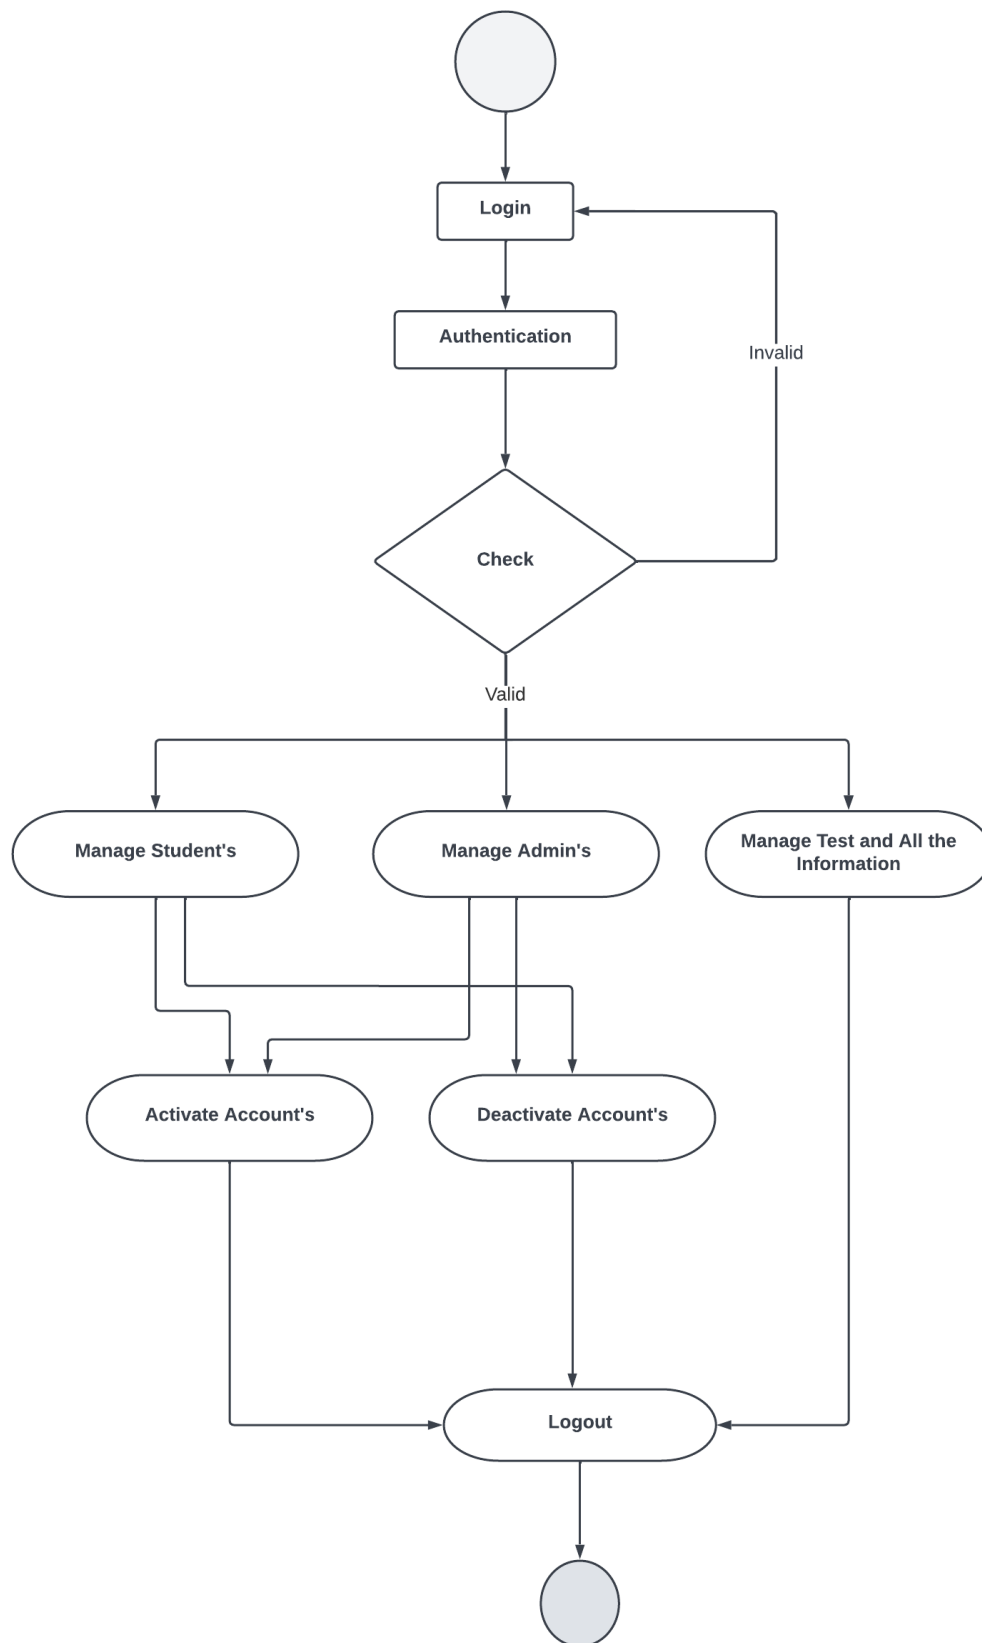 Login
Authentication
Invalid
Check
Valid
Manage Student's
Manage Admin's
Manage Test and All the
Information
Activate Account's
Deactivate Account's
Logout